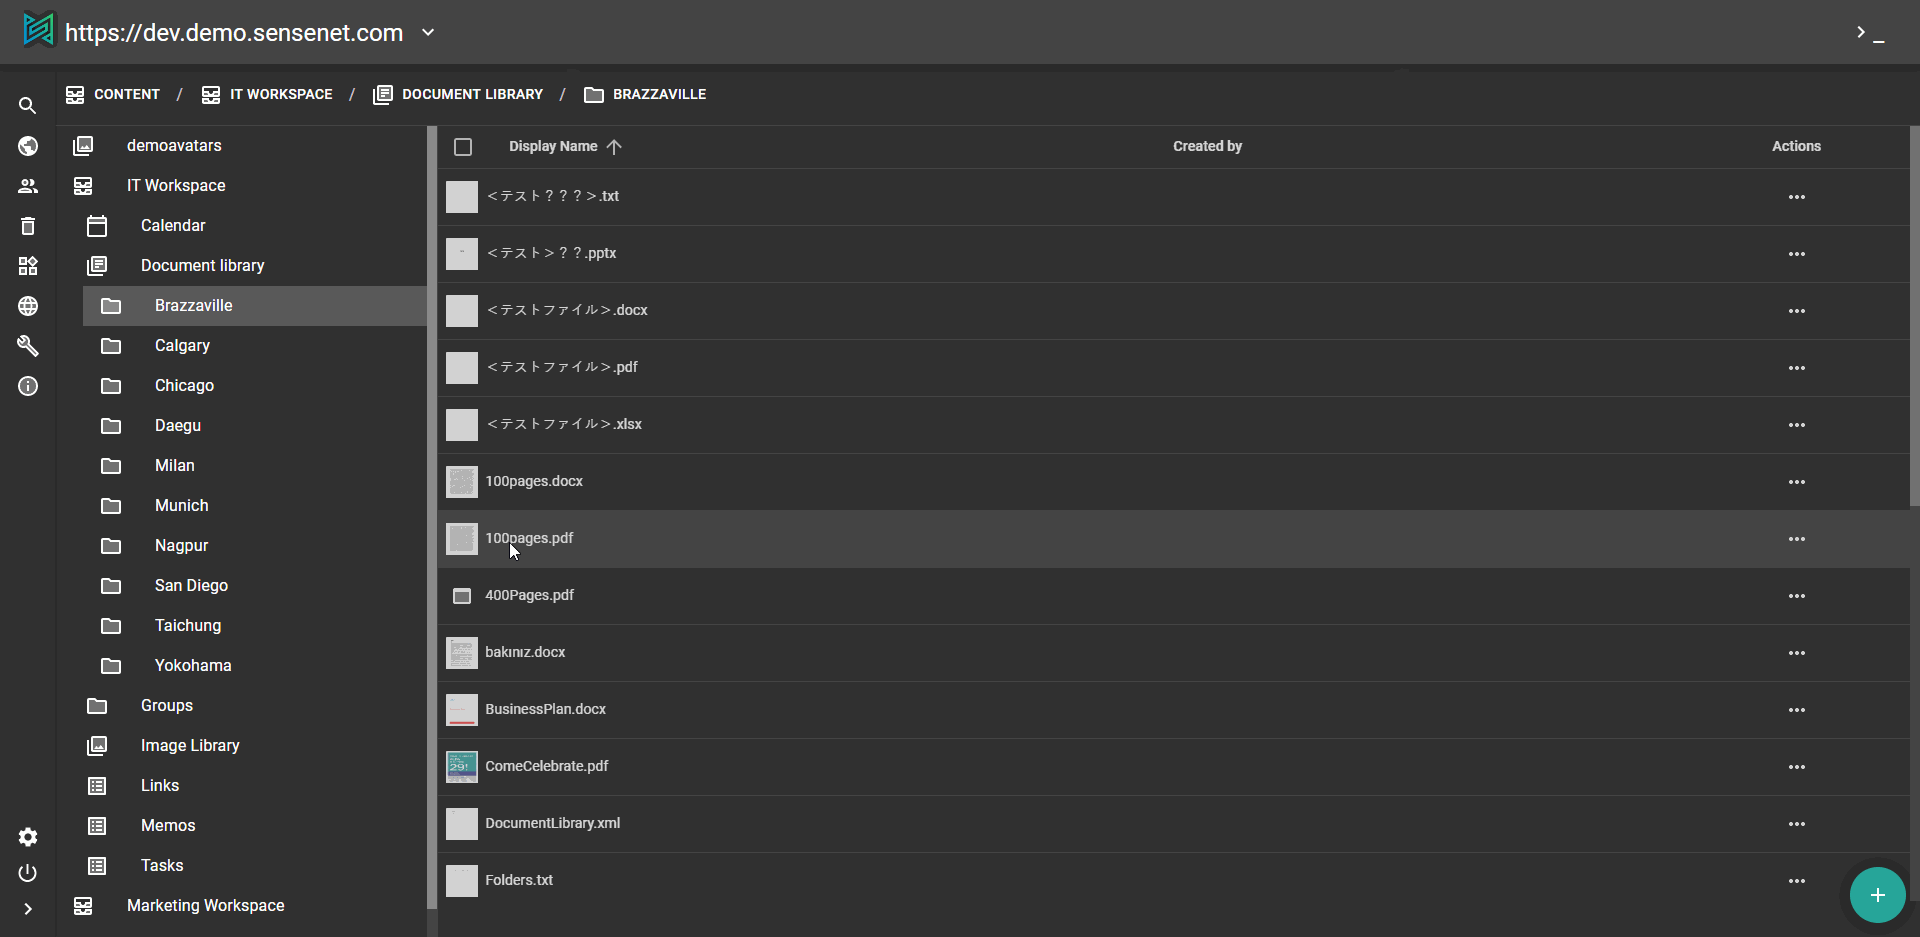 https://dev.demo.sensenet.com
CONTENT / IT WORKSPACE / DOCUMENT LIBRARY / BRAZZAVILLE
demoavatars
IT Workspace
Calendar
Document library
Brazzaville
Calgary
Chicago
Daegu
Milan
Munich
Nagpur
San Diego
Taichung
Yokohama
Groups
Image Library
Links
Memos
Tasks
Marketing Workspace
Display Name Created by Actions
＜テスト？？？＞.txt
＜テスト＞？？.pptx
＜テストファイル＞.docx
＜テストファイル＞.pdf
＜テストファイル＞.xlsx
100pages.docx
100pages.pdf
400Pages.pdf
bakınız.docx
BusinessPlan.docx
29!
ComeCelebrate.pdf
DocumentLibrary.xml
Folders.txt